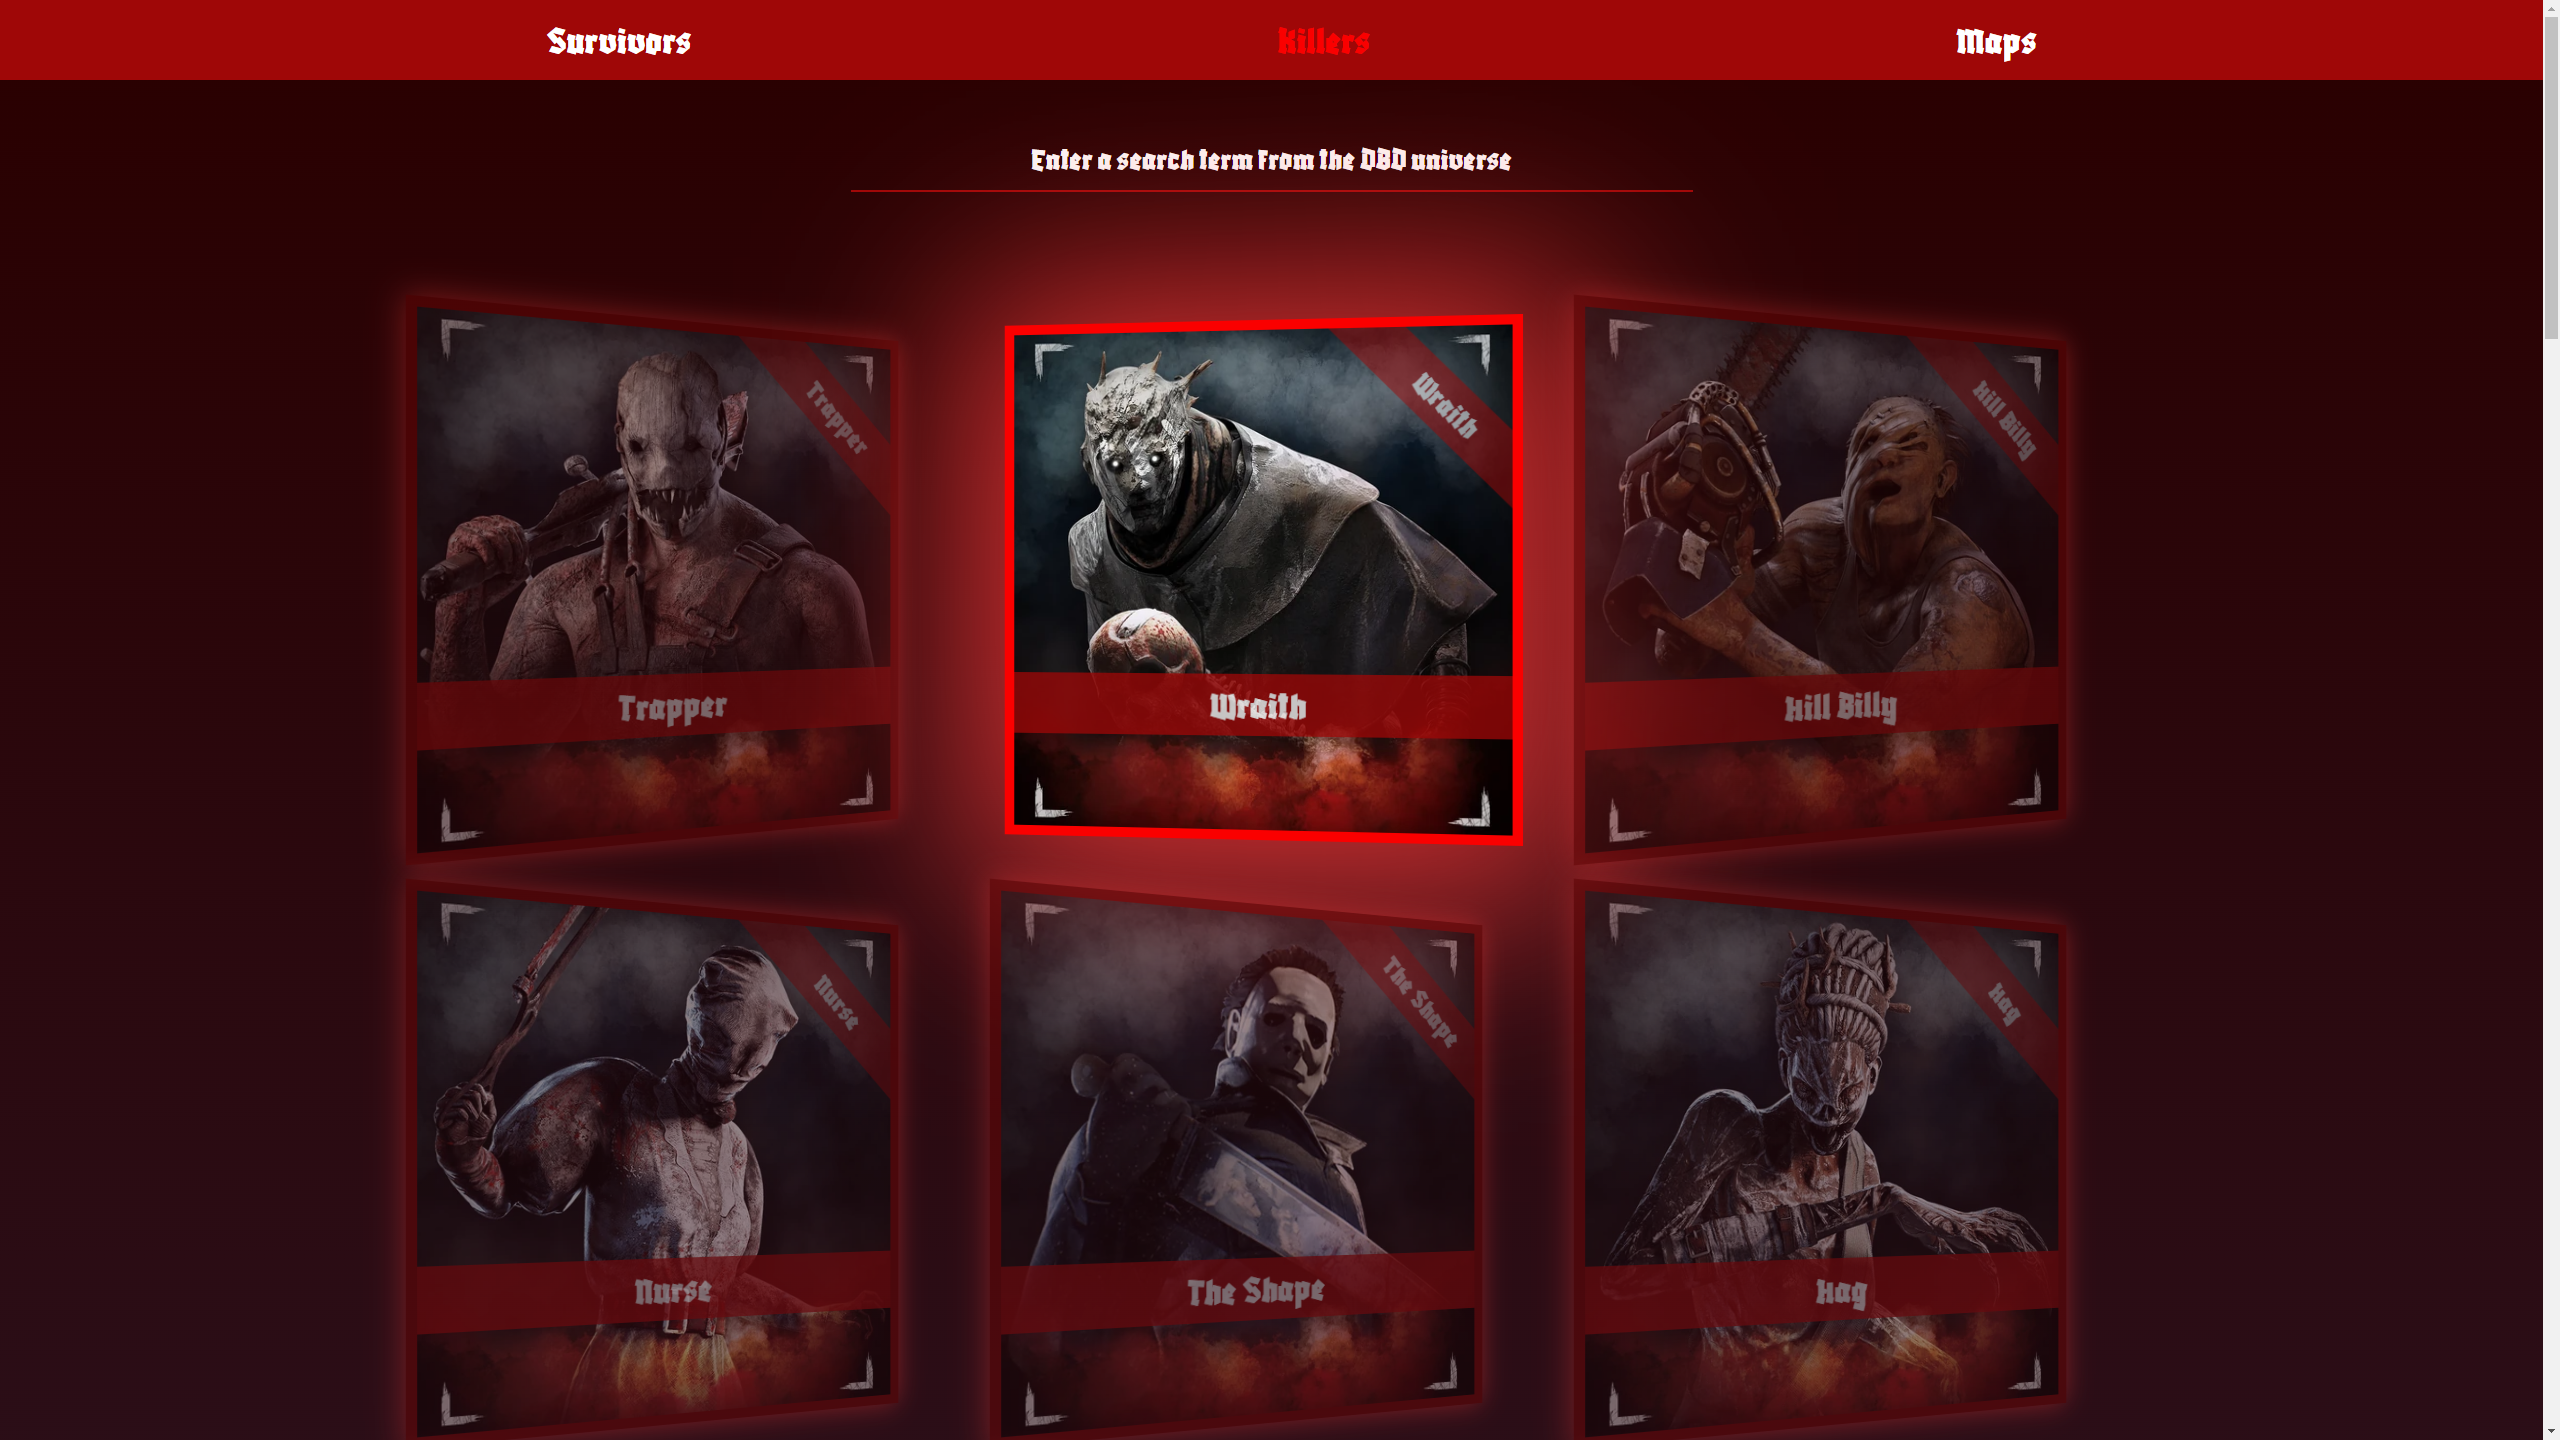 Survivors
Killers
Maps
Enter a search term from the DBD universe
Trapper
Trapper
Wraith
Wraith
Hill Billy
Hill Billy
Nurse
Nurse
The Shape
The Shape
Hag
Hag